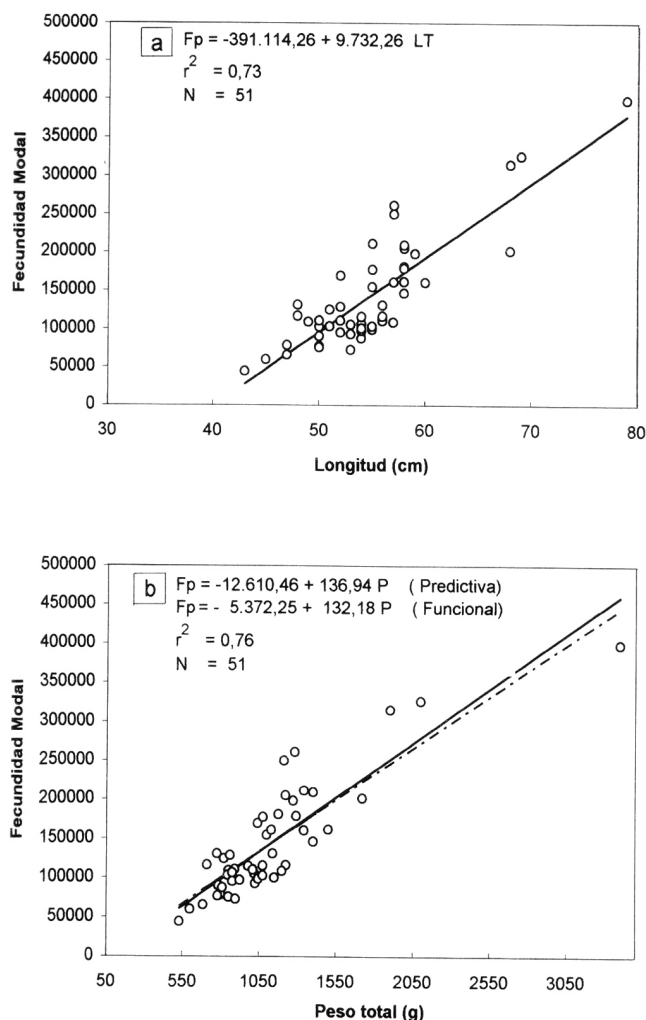 500000
450000
400000
350000
300000
250000
200000
150000
100000
50000
0
Fecundidad Modal
a
Fp = -391.114,26 + 9.732,26 LT
r2 = 0,73
N = 51
30 40 50 60 70 80
Longitud (cm)
500000
450000
400000
350000
300000
250000
200000
150000
100000
50000
0
Fecundidad Modal
b
Fp = -12.610,46 + 136,94 P ( Predictiva)
Fp = - 5.372,25 + 132,18 P ( Funcional)
r2 = 0,76
N = 51
50 550 1050 1550 2050 2550 3050
Peso total (g)